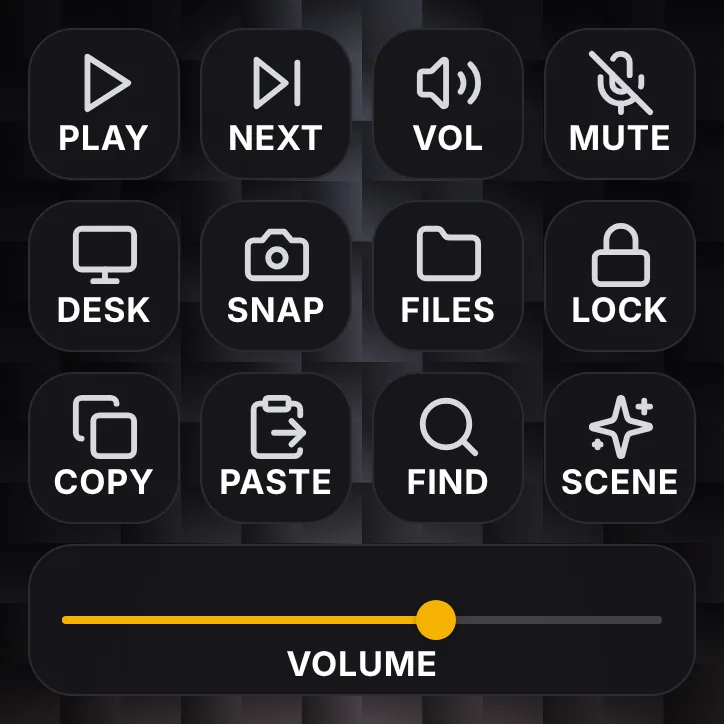 PLAY
NEXT
VOL
MUTE
DESK
SNAP
FILES
LOCK
COPY
PASTE
FIND
SCENE
VOLUME